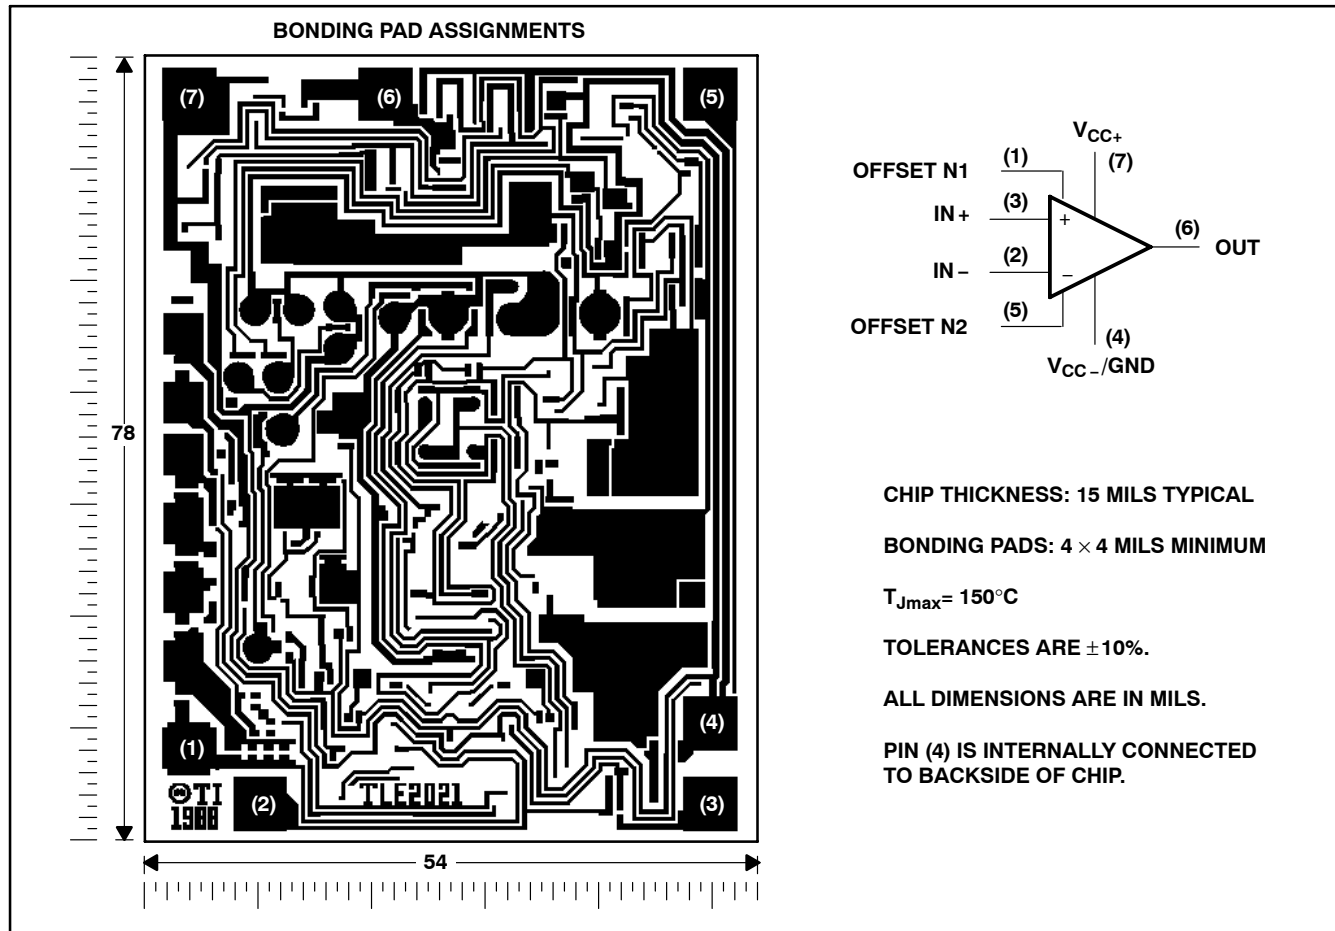 BONDING PAD ASSIGNMENTS
(7)
(6)
(5)
78
(4)
(1)
(2)
(3)
©TI
1988
TLE2021
54
VCC+
(7)
OFFSET N1
(1)
IN +
(3)
+
(6)
OUT
IN −
(2)
−
OFFSET N2
(5)
(4)
VCC −/GND
CHIP THICKNESS: 15 MILS TYPICAL
BONDING PADS: 4 × 4 MILS MINIMUM
TJmax= 150°C
TOLERANCES ARE ±10%.
ALL DIMENSIONS ARE IN MILS.
PIN (4) IS INTERNALLY CONNECTED
TO BACKSIDE OF CHIP.